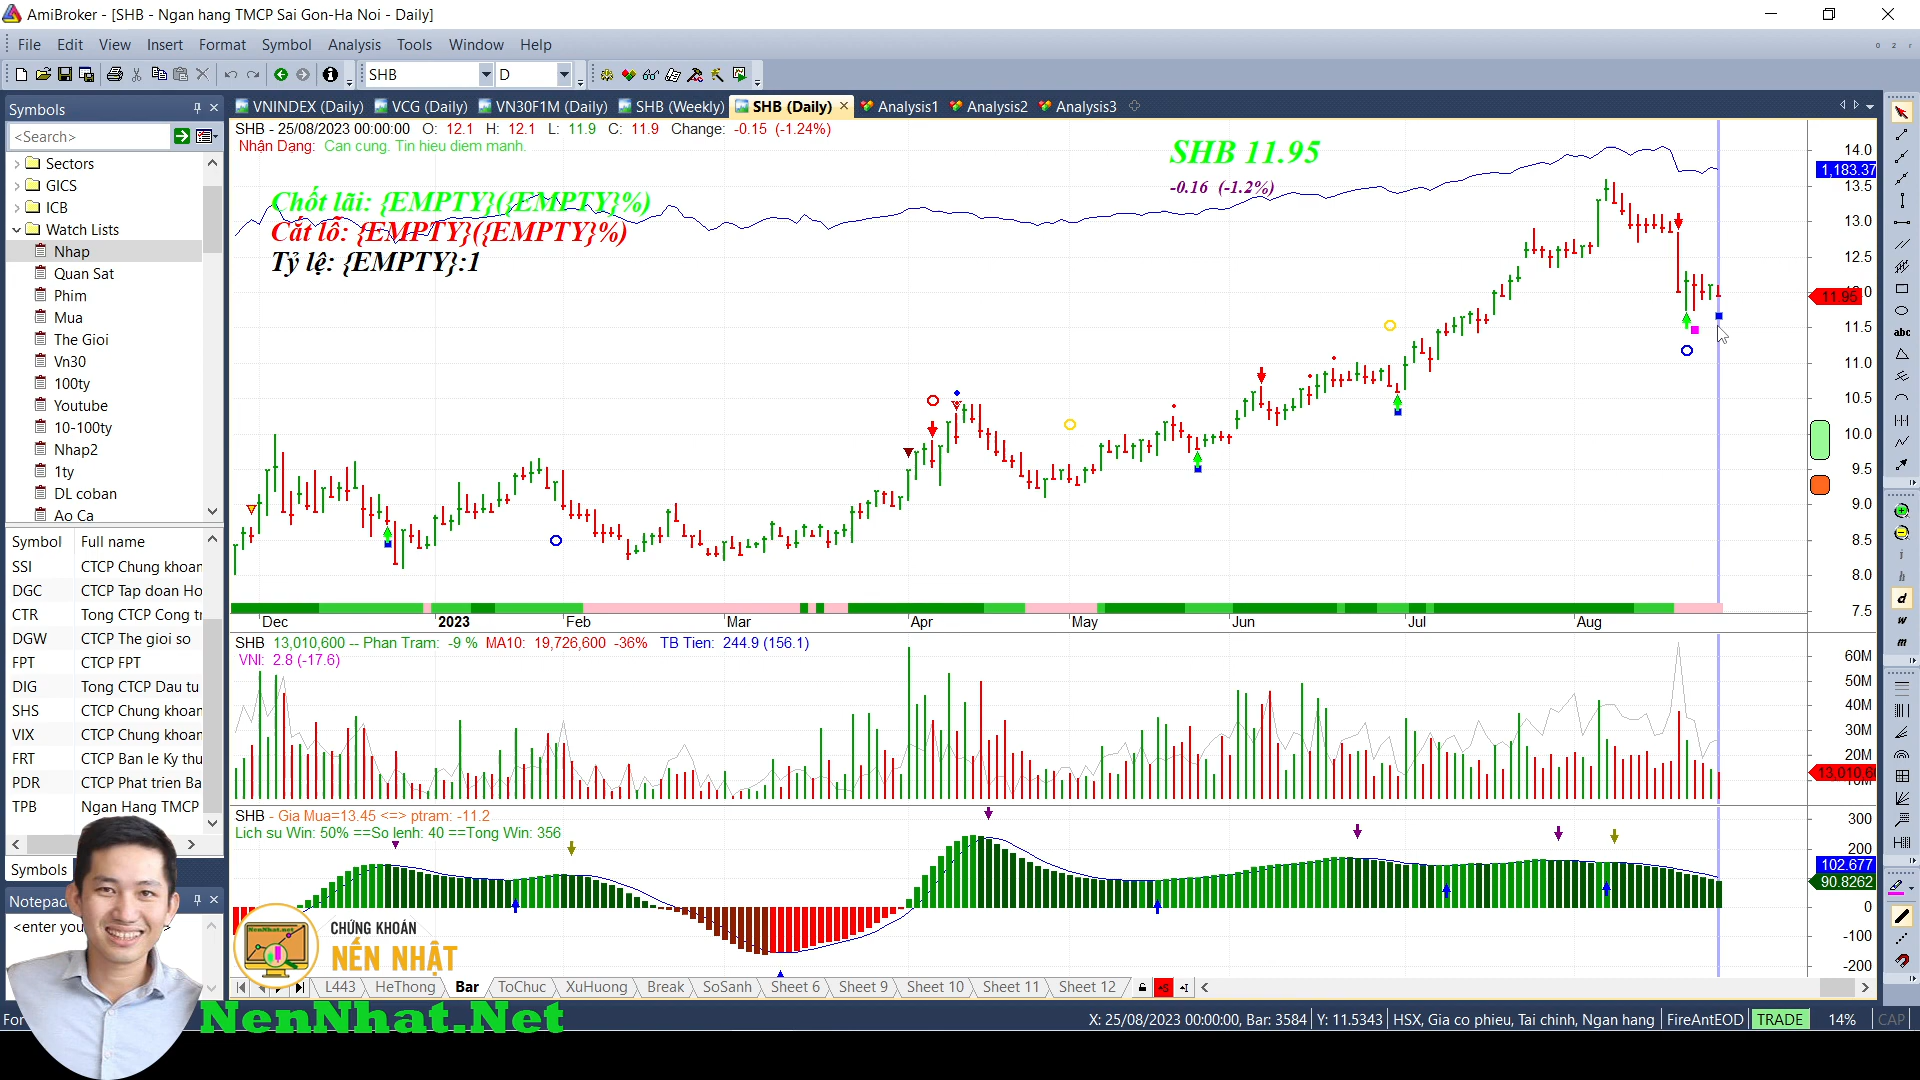 AmiBroker - [SHB - Ngan hang TMCP Sai Gon-Ha Noi - Daily]
File Edit View Insert Format Symbol Analysis Tools Window Help
SHB D
Symbols
<Search>
Sectors
GICS
ICB
Watch Lists
Nhap
Quan Sat
Phim
Mua
The Gioi
Vn30
100ty
Youtube
10-100ty
Nhap2
1ty
DL coban
Ao Ca
Symbol Full name
SSI CTCP Chung khoan
DGC CTCP Tap doan Ho
CTR Tong CTCP Cong tr
DGW CTCP The gioi so
FPT CTCP FPT
DIG Tong CTCP Dau tu
SHS CTCP Chung khoan
VIX CTCP Chung khoan
FRT CTCP Ban le Ky thu
PDR CTCP Phat trien Ba
TPB Ngan Hang TMCP
Symbols
Notepad
<enter you
VNINDEX (Daily) VCG (Daily) VN30F1M (Daily) SHB (Weekly) SHB (Daily) Analysis1 Analysis2 Analysis3
SHB - 25/08/2023 00:00:00 O: 12.1 H: 12.1 L: 11.9 C: 11.9 Change: -0.15 (-1.24%)
Nhận Dạng: Can cung. Tin hieu diem manh.
SHB 11.95
-0.16 (-1.2%)
Chốt lãi: {EMPTY}({EMPTY}%)
Cắt lỗ: {EMPTY}({EMPTY}%)
Tỷ lệ: {EMPTY}:1
14.0
1,183.37
13.5
13.0
12.5
11.95
11.5
11.0
10.5
10.0
9.5
9.0
8.5
8.0
7.5
Dec 2023 Feb Mar Apr May Jun Jul Aug
SHB 13,010,600 -- Phan Tram: -9 % MA10: 19,726,600 -36% TB Tien: 244.9 (156.1)
VNI: 2.8 (-17.6)
60M
50M
40M
30M
20M
13,010,6
SHB - Gia Mua=13.45 <=> ptram: -11.2
Lich su Win: 50% ==So lenh: 40 ==Tong Win: 356
300
200
102.677
90.8262
0
-100
-200
CHỨNG KHOÁN
NẾN NHẬT
NenNhat.net
L443 HeThong Bar ToChuc XuHuong Break SoSanh Sheet 6 Sheet 9 Sheet 10 Sheet 11 Sheet 12
NenNhat.Net
For
X: 25/08/2023 00:00:00, Bar: 3584 Y: 11.5343 HSX, Gia co phieu, Tai chinh, Ngan hang FireAntEOD TRADE 14% CAP
abc
d
w
m